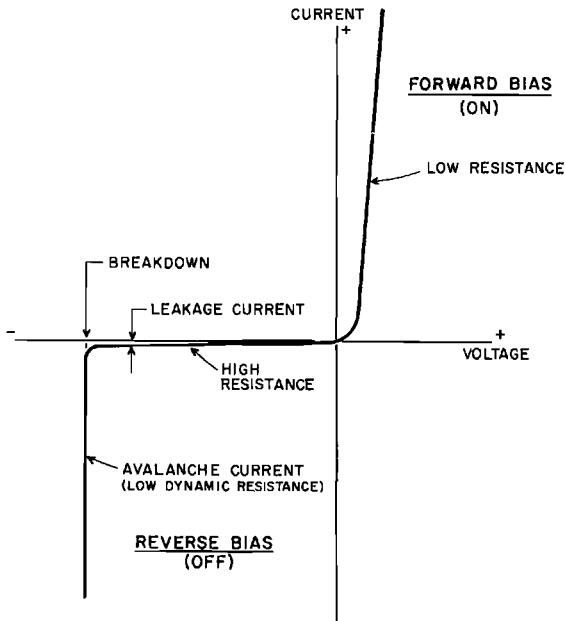 CURRENT
+
FORWARD BIAS
(ON)
LOW RESISTANCE
BREAKDOWN
LEAKAGE CURRENT
-
+
VOLTAGE
HIGH
RESISTANCE
AVALANCHE CURRENT
(LOW DYNAMIC RESISTANCE)
REVERSE BIAS
(OFF)